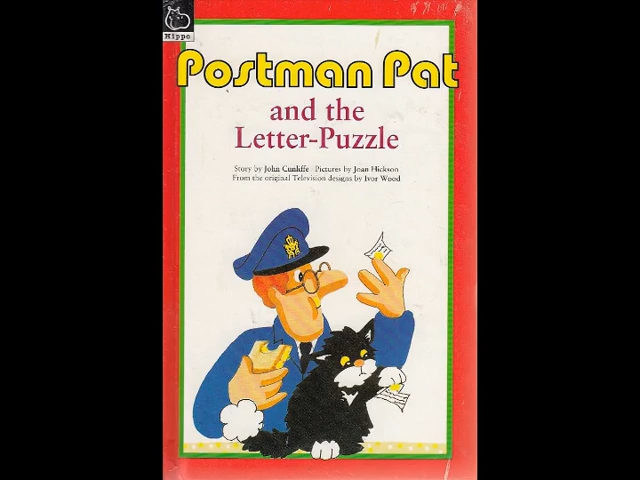 Hippo
Postman Pat
and the
Letter-Puzzle
Story by John Cunliffe Pictures by Joan Hickson
From the original Television designs by Ivor Wood